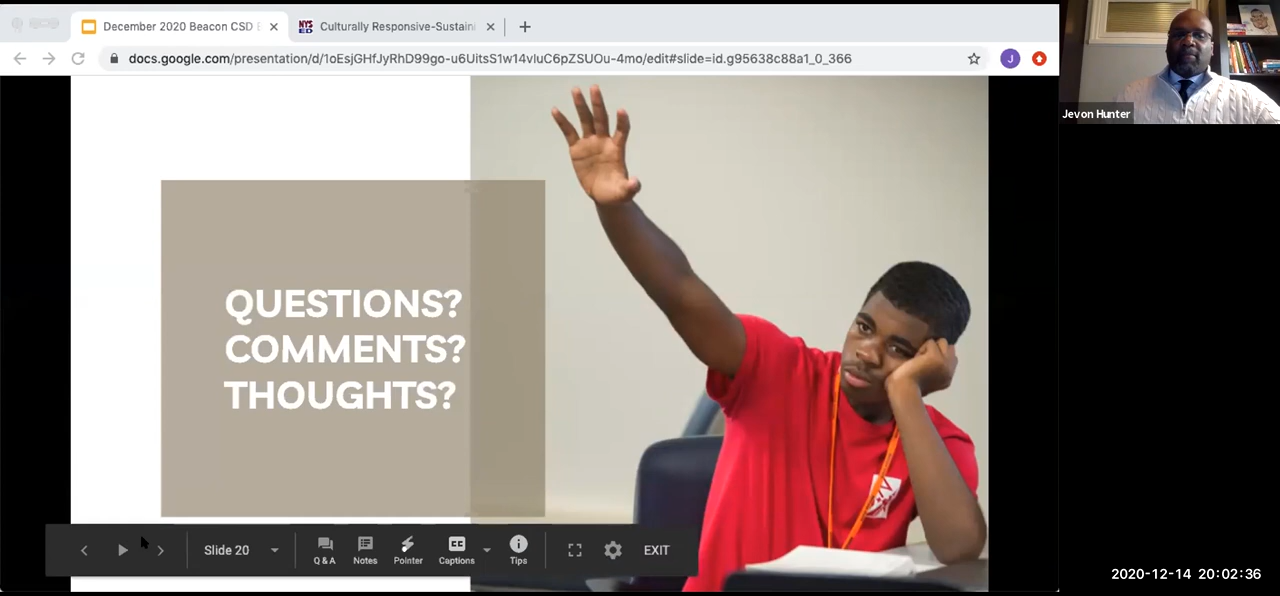 December 2020 Beacon CSD
Culturally Responsive-Sustain
docs.google.com/presentation/d/1oEsjGHfJyRhD99go-u6UitsS1w14vluC6pZSUOu-4mo/edit#slide=id.g95638c88a1_0_366
J
Jevon Hunter
QUESTIONS?
COMMENTS?
THOUGHTS?
Slide 20
Q & A
Notes
Pointer
CC
Captions
Tips
EXIT
2020-12-14 20:02:36